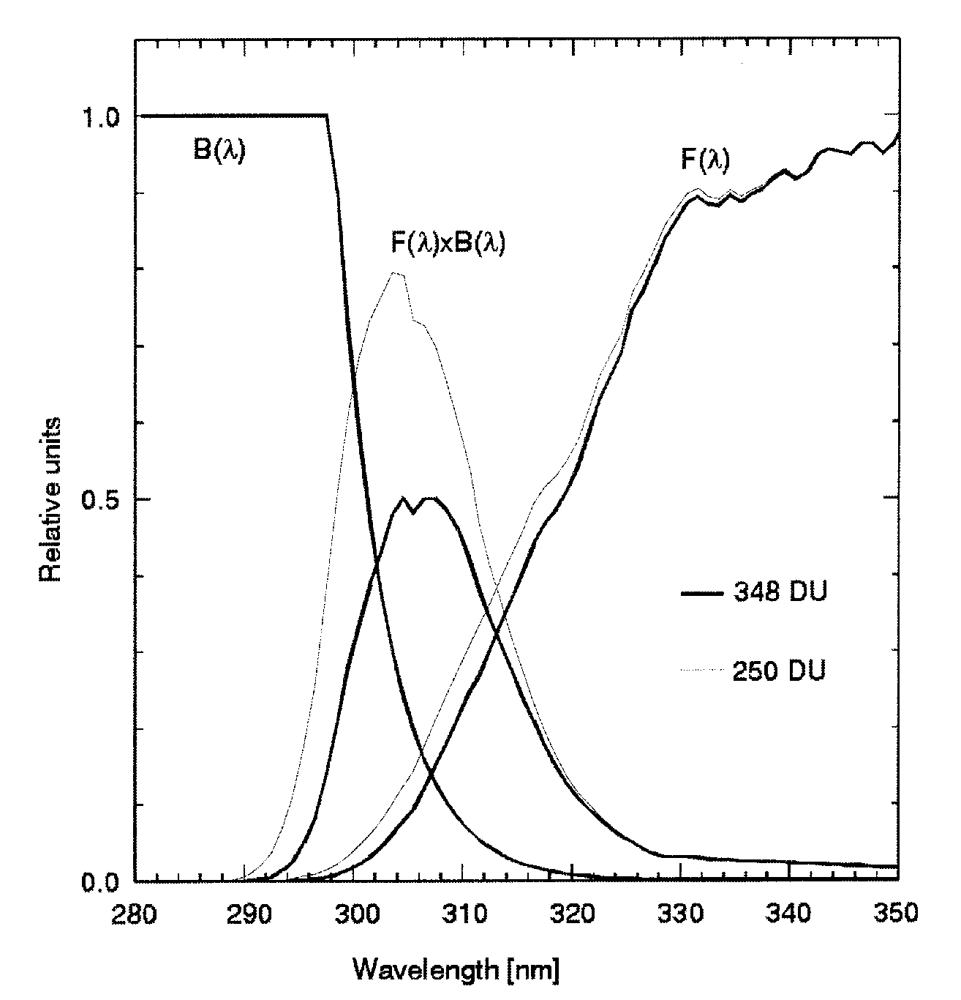 1.0
B(λ)
F(λ)
F(λ)xB(λ)
Relative units
0.5
348 DU
250 DU
0.0
280 290 300 310 320 330 340 350
Wavelength [nm]